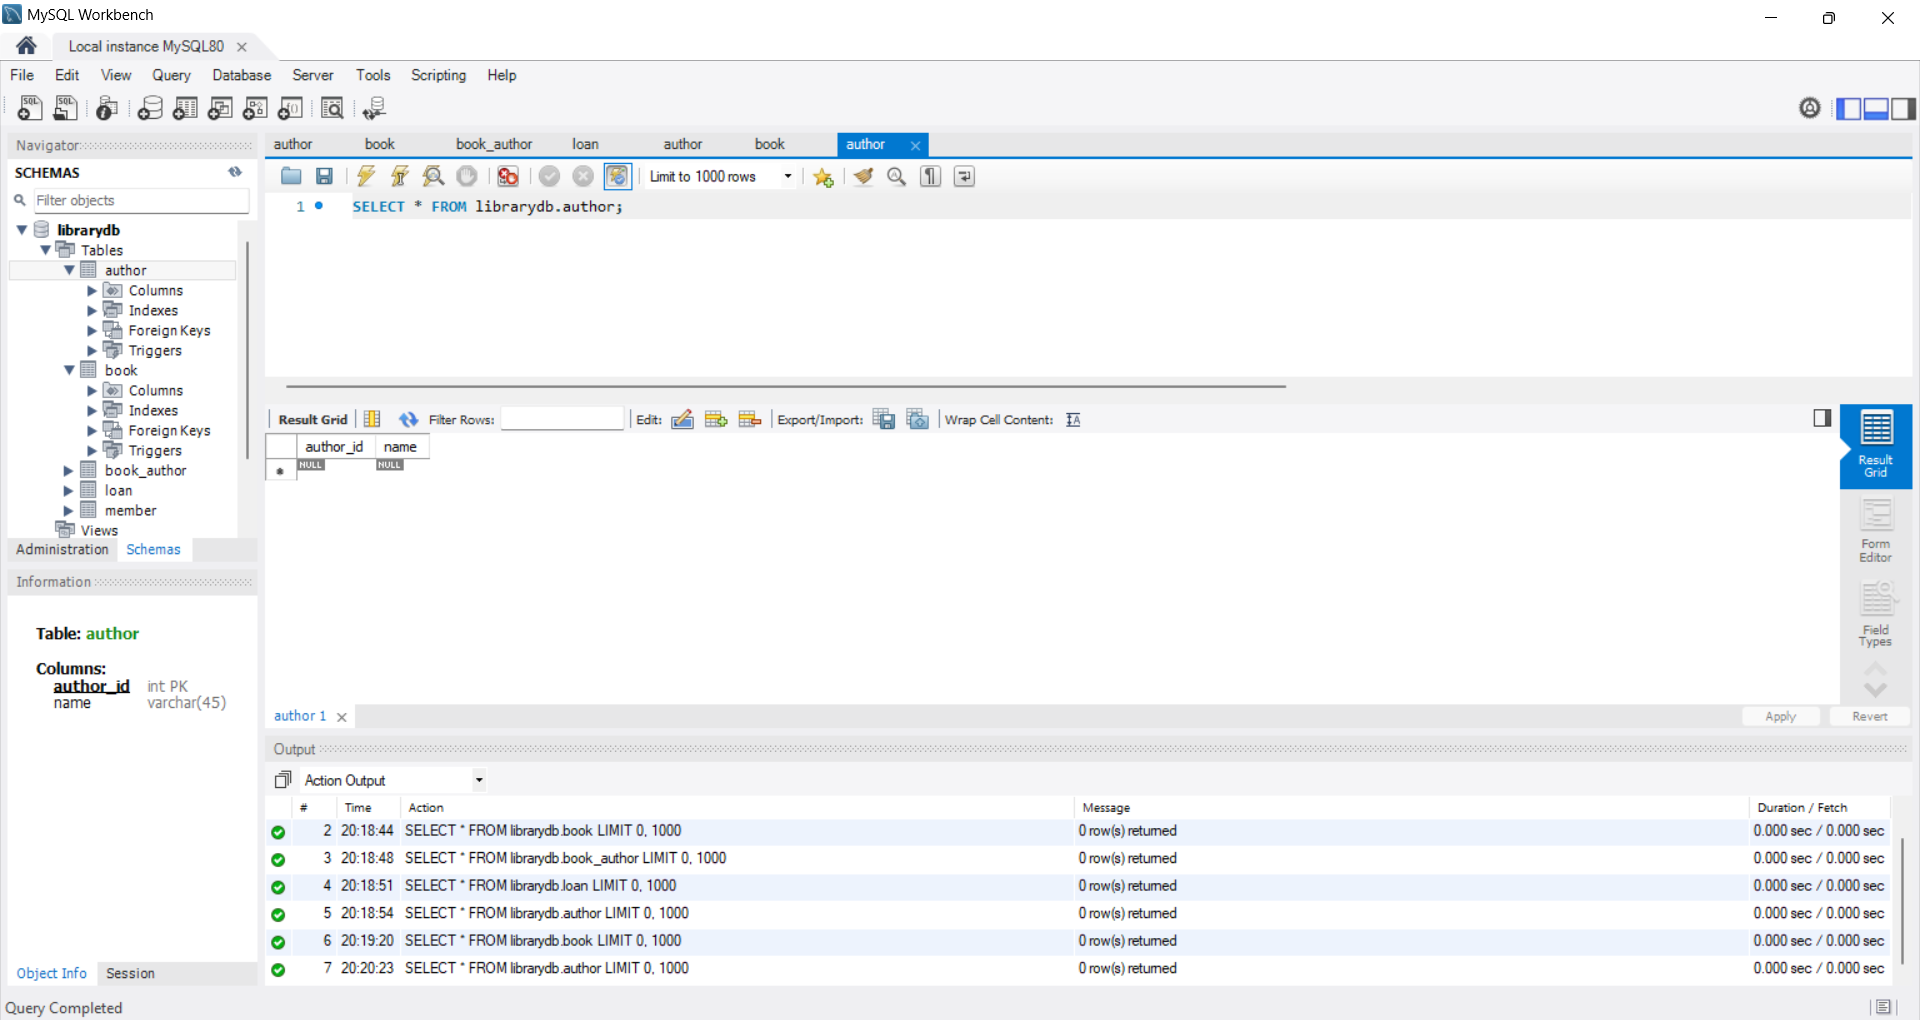 MySQL Workbench
Local instance MySQL80
File Edit View Query Database Server Tools Scripting Help
Navigator
SCHEMAS
Filter objects
librarydb
Tables
author
Columns
Indexes
Foreign Keys
Triggers
book
Columns
Indexes
Foreign Keys
Triggers
book_author
loan
member
Views
Administration Schemas
Information
Table: author
Columns:
author_id int PK
name varchar(45)
Object Info Session
author book book_author loan author book author
Limit to 1000 rows
1 SELECT * FROM librarydb.author;
Result Grid Filter Rows: Edit: Export/Import: Wrap Cell Content:
author_id name
NULL NULL
Result
Grid
Form
Editor
Field
Types
author 1 Apply Revert
Output
Action Output
# Time Action Message Duration / Fetch
2 20:18:44 SELECT * FROM librarydb.book LIMIT 0, 1000 0 row(s) returned 0.000 sec / 0.000 sec
3 20:18:48 SELECT * FROM librarydb.book_author LIMIT 0, 1000 0 row(s) returned 0.000 sec / 0.000 sec
4 20:18:51 SELECT * FROM librarydb.loan LIMIT 0, 1000 0 row(s) returned 0.000 sec / 0.000 sec
5 20:18:54 SELECT * FROM librarydb.author LIMIT 0, 1000 0 row(s) returned 0.000 sec / 0.000 sec
6 20:19:20 SELECT * FROM librarydb.book LIMIT 0, 1000 0 row(s) returned 0.000 sec / 0.000 sec
7 20:20:23 SELECT * FROM librarydb.author LIMIT 0, 1000 0 row(s) returned 0.000 sec / 0.000 sec
Query Completed